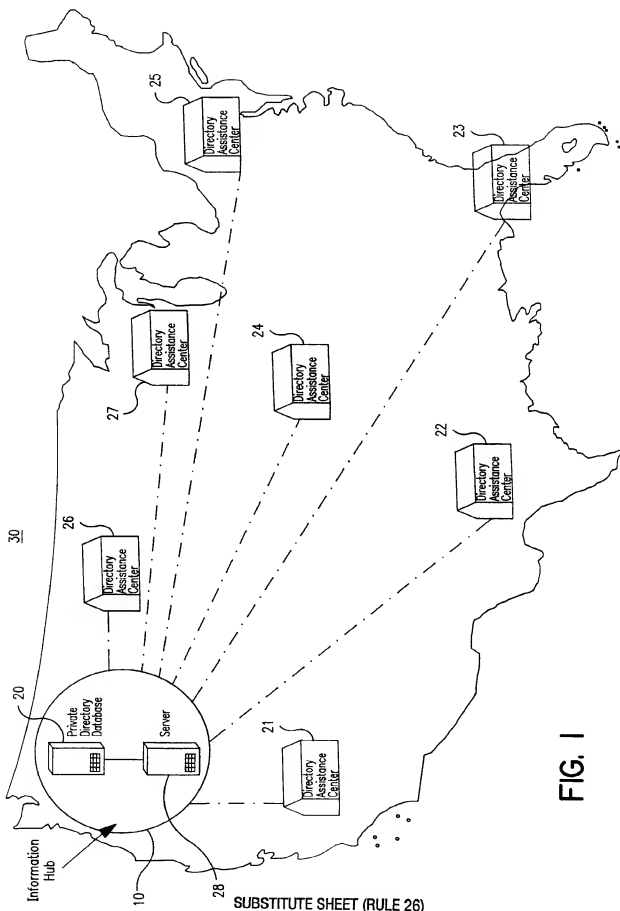 30
25
Directory
Assistance
Center
27
Directory
Assistance
Center
26
Directory
Assistance
Center
20
Private
Directory
Database
Server
Information
Hub
10
28
21
Directory
Assistance
Center
24
Directory
Assistance
Center
23
Directory
Assistance
Center
22
Directory
Assistance
Center
FIG. 1
SUBSTITUTE SHEET (RULE 26)